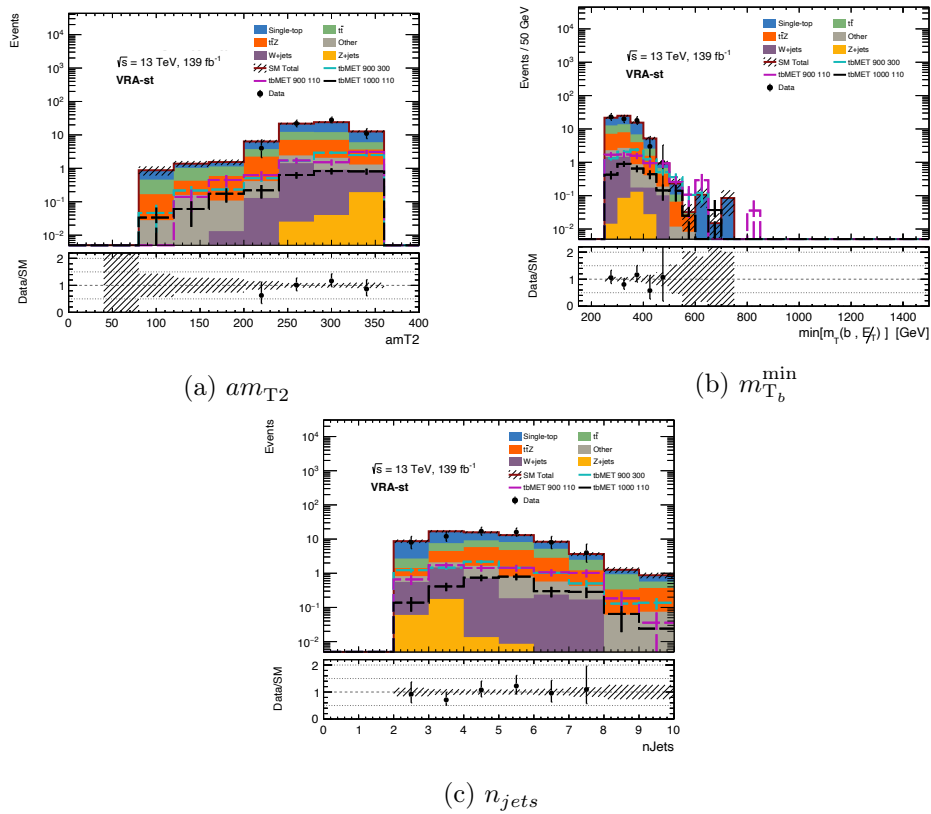 Events
10⁴
10³
10²
10
1
10⁻¹
10⁻²
√s = 13 TeV, 139 fb⁻¹
VRA-st
Single-top
tt̄
tt̄Z
Other
W+jets
Z+jets
SM Total
tbMET 900 300
tbMET 900 110
tbMET 1000 110
Data
Data/SM
2
1
0
0 50 100 150 200 250 300 350 400
amT2
(a) amT2
Events / 50 GeV
10⁴
10³
10²
10
1
10⁻¹
10⁻²
√s = 13 TeV, 139 fb⁻¹
VRA-st
Single-top
tt̄
tt̄Z
Other
W+jets
Z+jets
SM Total
tbMET 900 300
tbMET 900 110
tbMET 1000 110
Data
Data/SM
2
1
0
200 400 600 800 1000 1200 1400
min[m_T(b , E̸_T) ] [GeV]
(b) m_{T_b}^{min}
Events
10⁴
10³
10²
10
1
10⁻¹
10⁻²
√s = 13 TeV, 139 fb⁻¹
VRA-st
Single-top
tt̄
tt̄Z
Other
W+jets
Z+jets
SM Total
tbMET 900 300
tbMET 900 110
tbMET 1000 110
Data
Data/SM
2
1
0
0 1 2 3 4 5 6 7 8 9 10
nJets
(c) n_{jets}